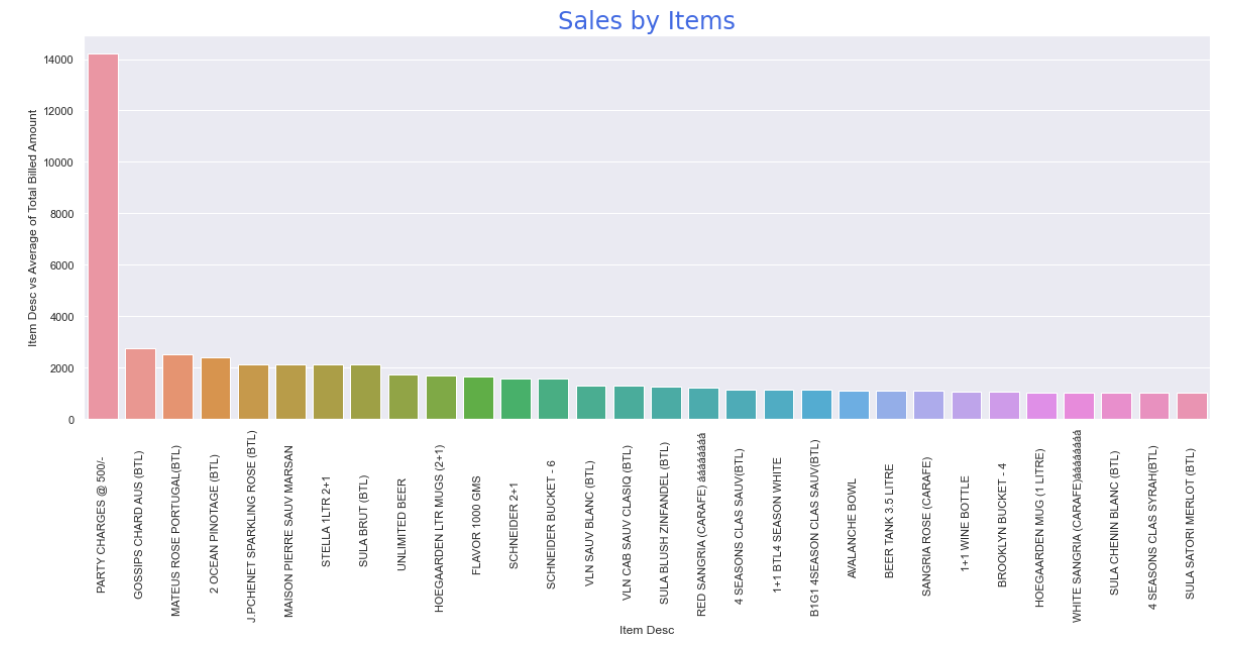 Sales by Items
Item Desc vs Average of Total Billed Amount
14000
12000
10000
8000
6000
4000
2000
0
PARTY CHARGES @ 500/-
GOSSIPS CHARD AUS (BTL)
MATEUS ROSE PORTUGAL(BTL)
2 OCEAN PINOTAGE (BTL)
J.PCHENET SPARKLING ROSE (BTL)
MAISON PIERRE SAUV MARSAN
STELLA 1LTR 2+1
SULA BRUT (BTL)
UNLIMITED BEER
HOEGAARDEN LTR MUGS (2+1)
FLAVOR 1000 GMS
SCHNEIDER 2+1
SCHNEIDER BUCKET - 6
VLN SAUV BLANC (BTL)
VLN CAB SAUV CLASIQ (BTL)
SULA BLUSH ZINFANDEL (BTL)
RED SANGRIA (CARAFE) áááááááá
4 SEASONS CLAS SAUV(BTL)
1+1 BTL4 SEASON WHITE
B1G1 4SEASON CLAS SAUV(BTL)
AVALANCHE BOWL
BEER TANK 3.5 LITRE
SANGRIA ROSE (CARAFE)
1+1 WINE BOTTLE
BROOKLYN BUCKET - 4
HOEGAARDEN MUG (1 LITRE)
WHITE SANGRIA (CARAFE)áááááááá
SULA CHENIN BLANC (BTL)
4 SEASONS CLAS SYRAH(BTL)
SULA SATORI MERLOT (BTL)
Item Desc